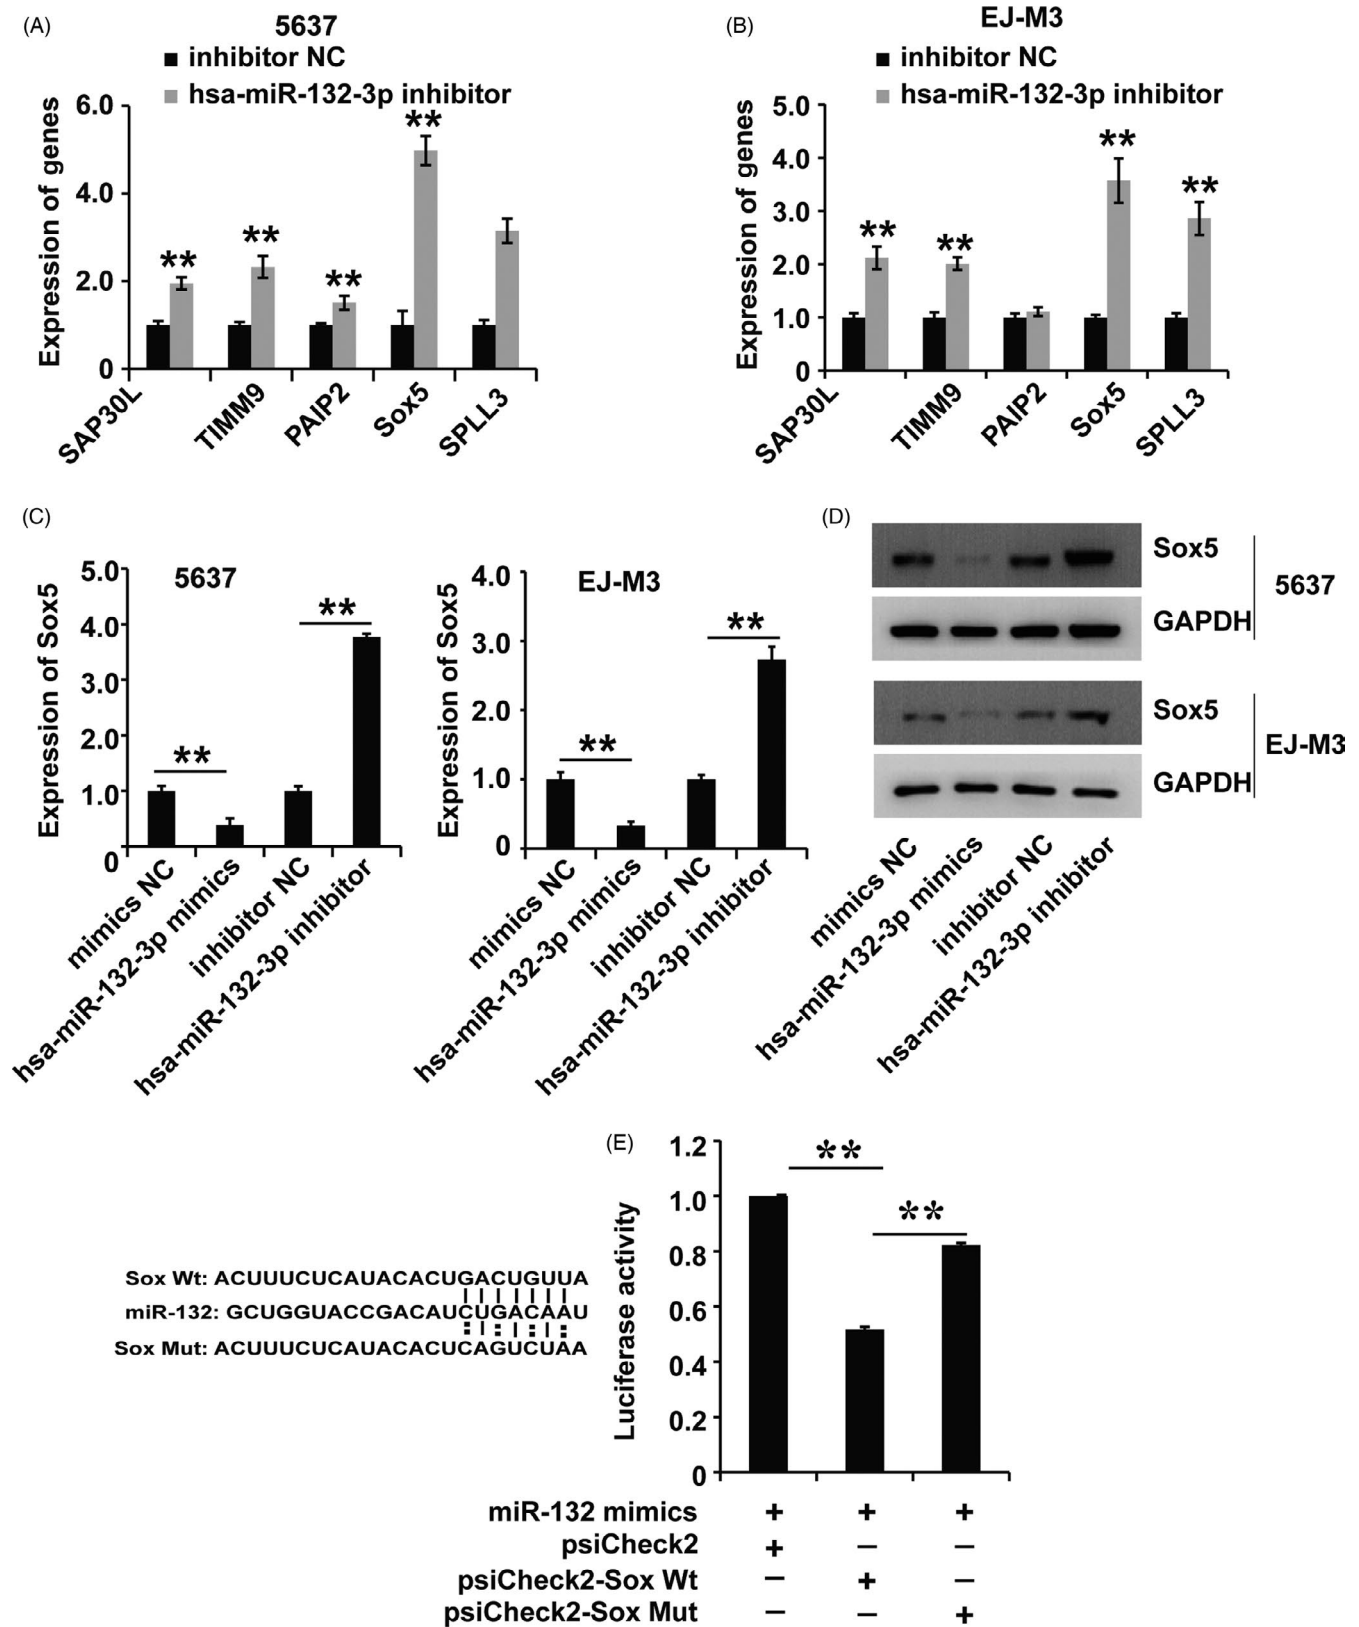 (A)
5637
inhibitor NC
hsa-miR-132-3p inhibitor
Expression of genes
6.0
4.0
2.0
0
**
**
**
**
SAP30L
TIMM9
PAIP2
Sox5
SPLL3
(B)
EJ-M3
inhibitor NC
hsa-miR-132-3p inhibitor
Expression of genes
5.0
4.0
3.0
2.0
1.0
0
**
**
**
**
SAP30L
TIMM9
PAIP2
Sox5
SPLL3
(C)
5637
Expression of Sox5
5.0
4.0
3.0
2.0
1.0
0
**
**
mimics NC
hsa-miR-132-3p mimics
inhibitor NC
hsa-miR-132-3p inhibitor
EJ-M3
Expression of Sox5
4.0
3.0
2.0
1.0
0
**
**
mimics NC
hsa-miR-132-3p mimics
inhibitor NC
hsa-miR-132-3p inhibitor
(D)
Sox5
GAPDH
5637
Sox5
GAPDH
EJ-M3
mimics NC
hsa-miR-132-3p mimics
inhibitor NC
hsa-miR-132-3p inhibitor
Sox Wt: ACUUUCUCAUACACUGACUGUUA
miR-132: GCUGGUACCGACAUCUGACAAU
Sox Mut: ACUUUCUCAUACACUCAGUCUAA
(E)
Luciferase activity
1.2
1.0
0.8
0.6
0.4
0.2
0
**
**
miR-132 mimics + + +
psiCheck2 + − −
psiCheck2-Sox Wt − + −
psiCheck2-Sox Mut − − +